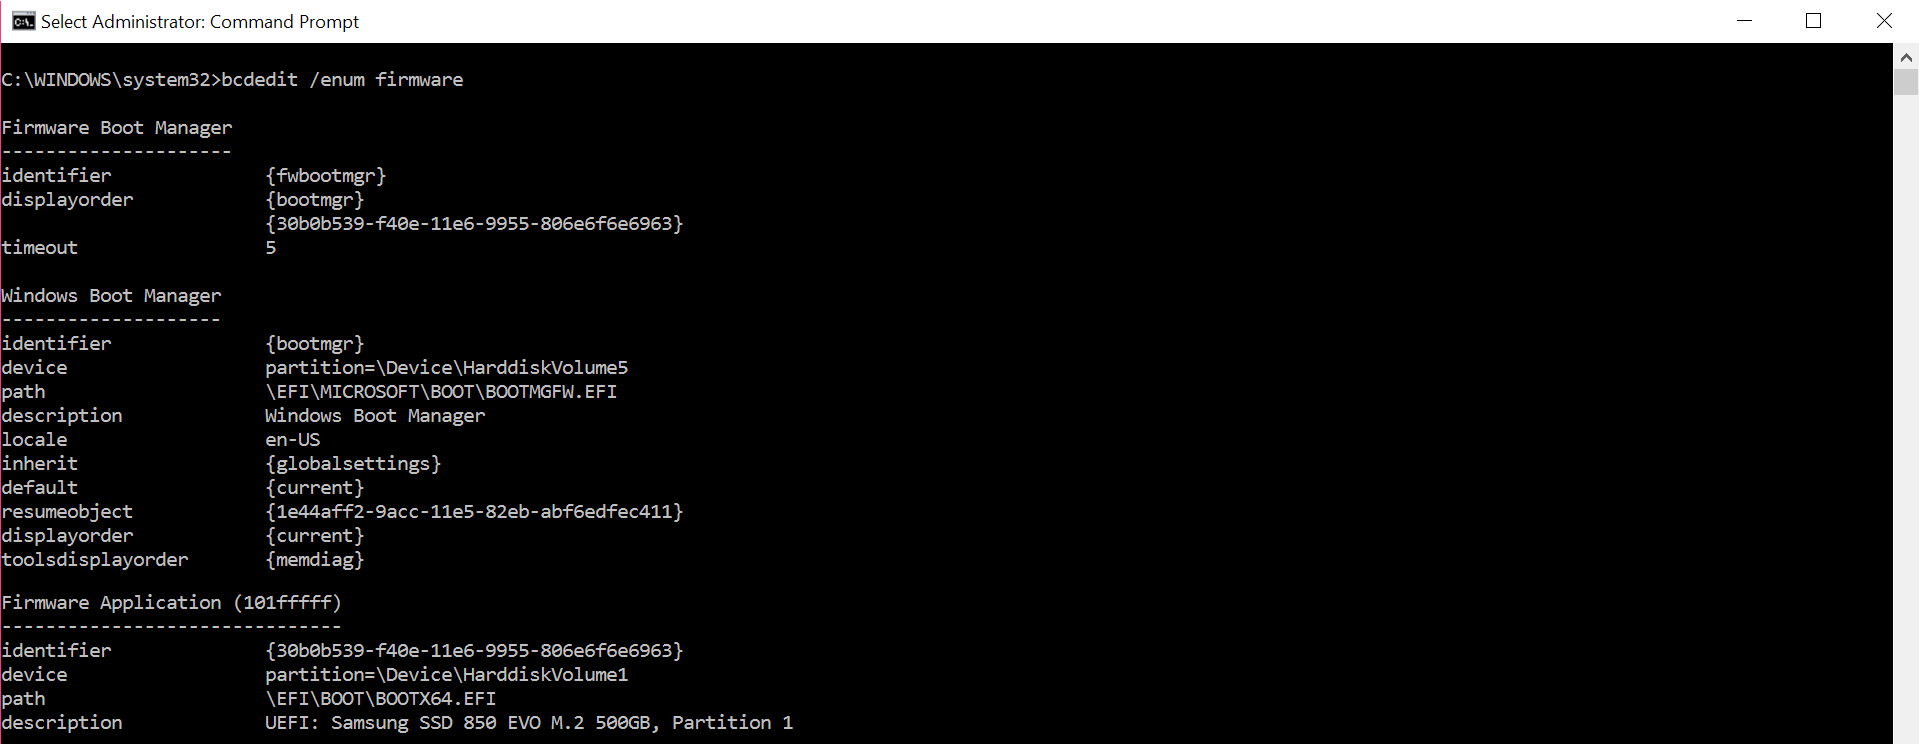 Select Administrator: Command Prompt
C:\WINDOWS\system32>bcdedit /enum firmware
Firmware Boot Manager
---------------------
identifier              {fwbootmgr}
displayorder            {bootmgr}
                        {30b0b539-f40e-11e6-9955-806e6f6e6963}
timeout                 5
Windows Boot Manager
--------------------
identifier              {bootmgr}
device                  partition=\Device\HarddiskVolume5
path                    \EFI\MICROSOFT\BOOT\BOOTMGFW.EFI
description             Windows Boot Manager
locale                  en-US
inherit                 {globalsettings}
default                 {current}
resumeobject            {1e44aff2-9acc-11e5-82eb-abf6edfec411}
displayorder            {current}
toolsdisplayorder       {memdiag}
Firmware Application (101fffff)
-------------------------------
identifier              {30b0b539-f40e-11e6-9955-806e6f6e6963}
device                  partition=\Device\HarddiskVolume1
path                    \EFI\BOOT\BOOTX64.EFI
description             UEFI: Samsung SSD 850 EVO M.2 500GB, Partition 1